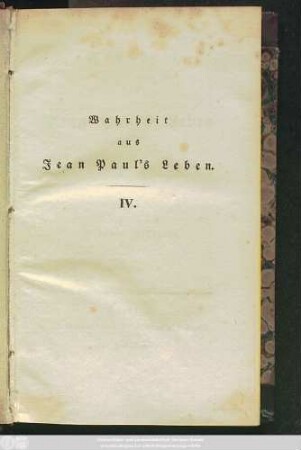 Wahrheit
aus
Jean Paul's Leben.
IV.